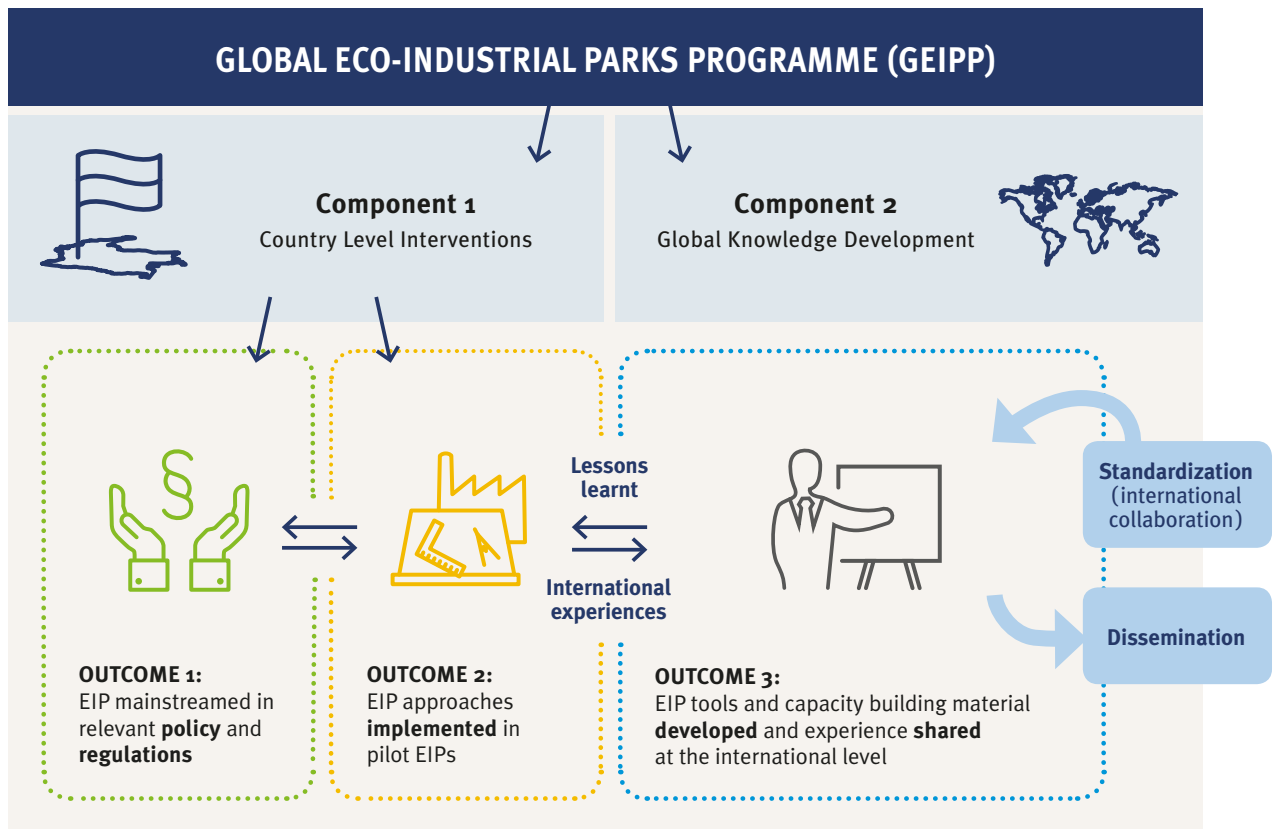 GLOBAL ECO-INDUSTRIAL PARKS PROGRAMME (GEIPP)
Component 1
Country Level Interventions
Component 2
Global Knowledge Development
Lessons
learnt
International
experiences
Standardization
(international
collaboration)
Dissemination
OUTCOME 1:
EIP mainstreamed in
relevant policy and
regulations
OUTCOME 2:
EIP approaches
implemented in
pilot EIPs
OUTCOME 3:
EIP tools and capacity building material
developed and experience shared
at the international level